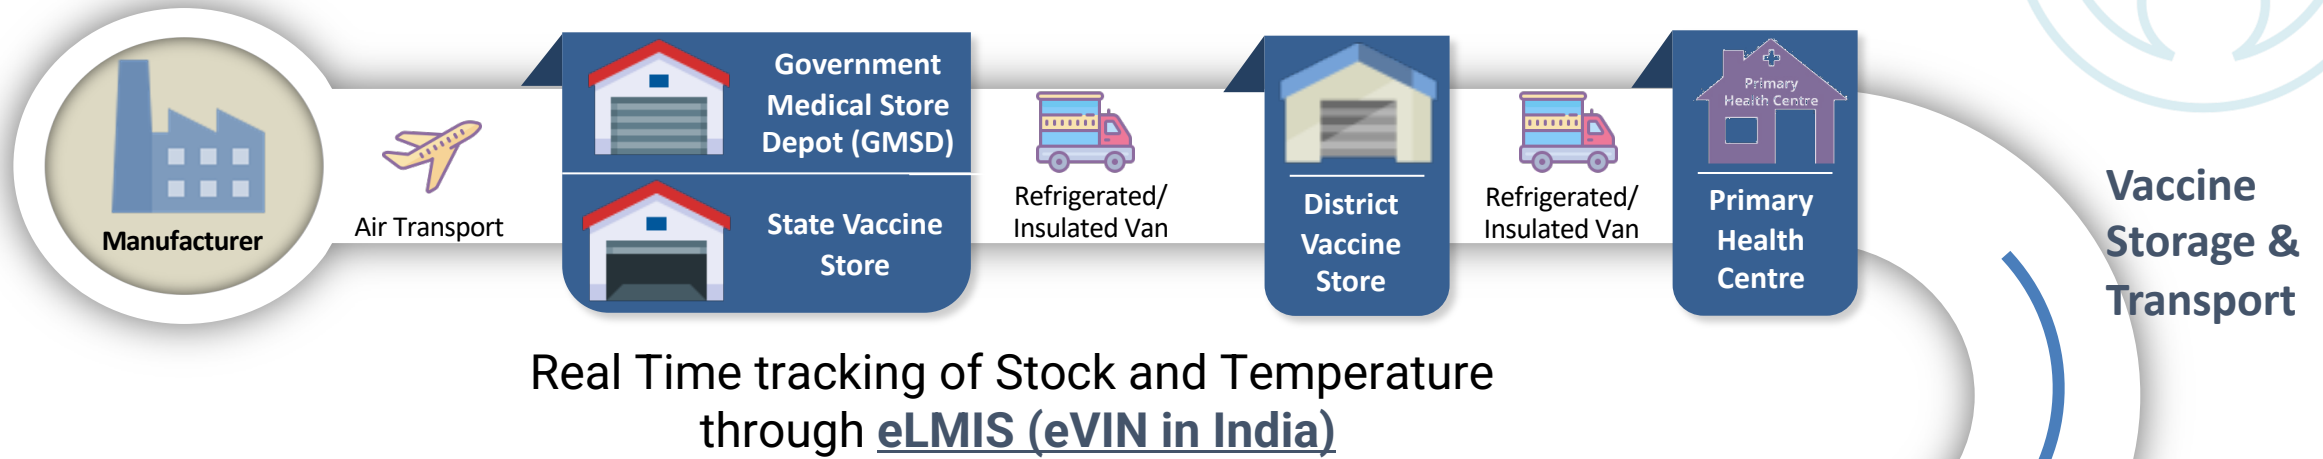 Manufacturer
Air Transport
Government
Medical Store
Depot (GMSD)
State Vaccine
Store
Refrigerated/
Insulated Van
District
Vaccine
Store
Refrigerated/
Insulated Van
Primary
Health Centre
Primary
Health
Centre
Vaccine
Storage &
Transport
Real Time tracking of Stock and Temperature
through eLMIS (eVIN in India)